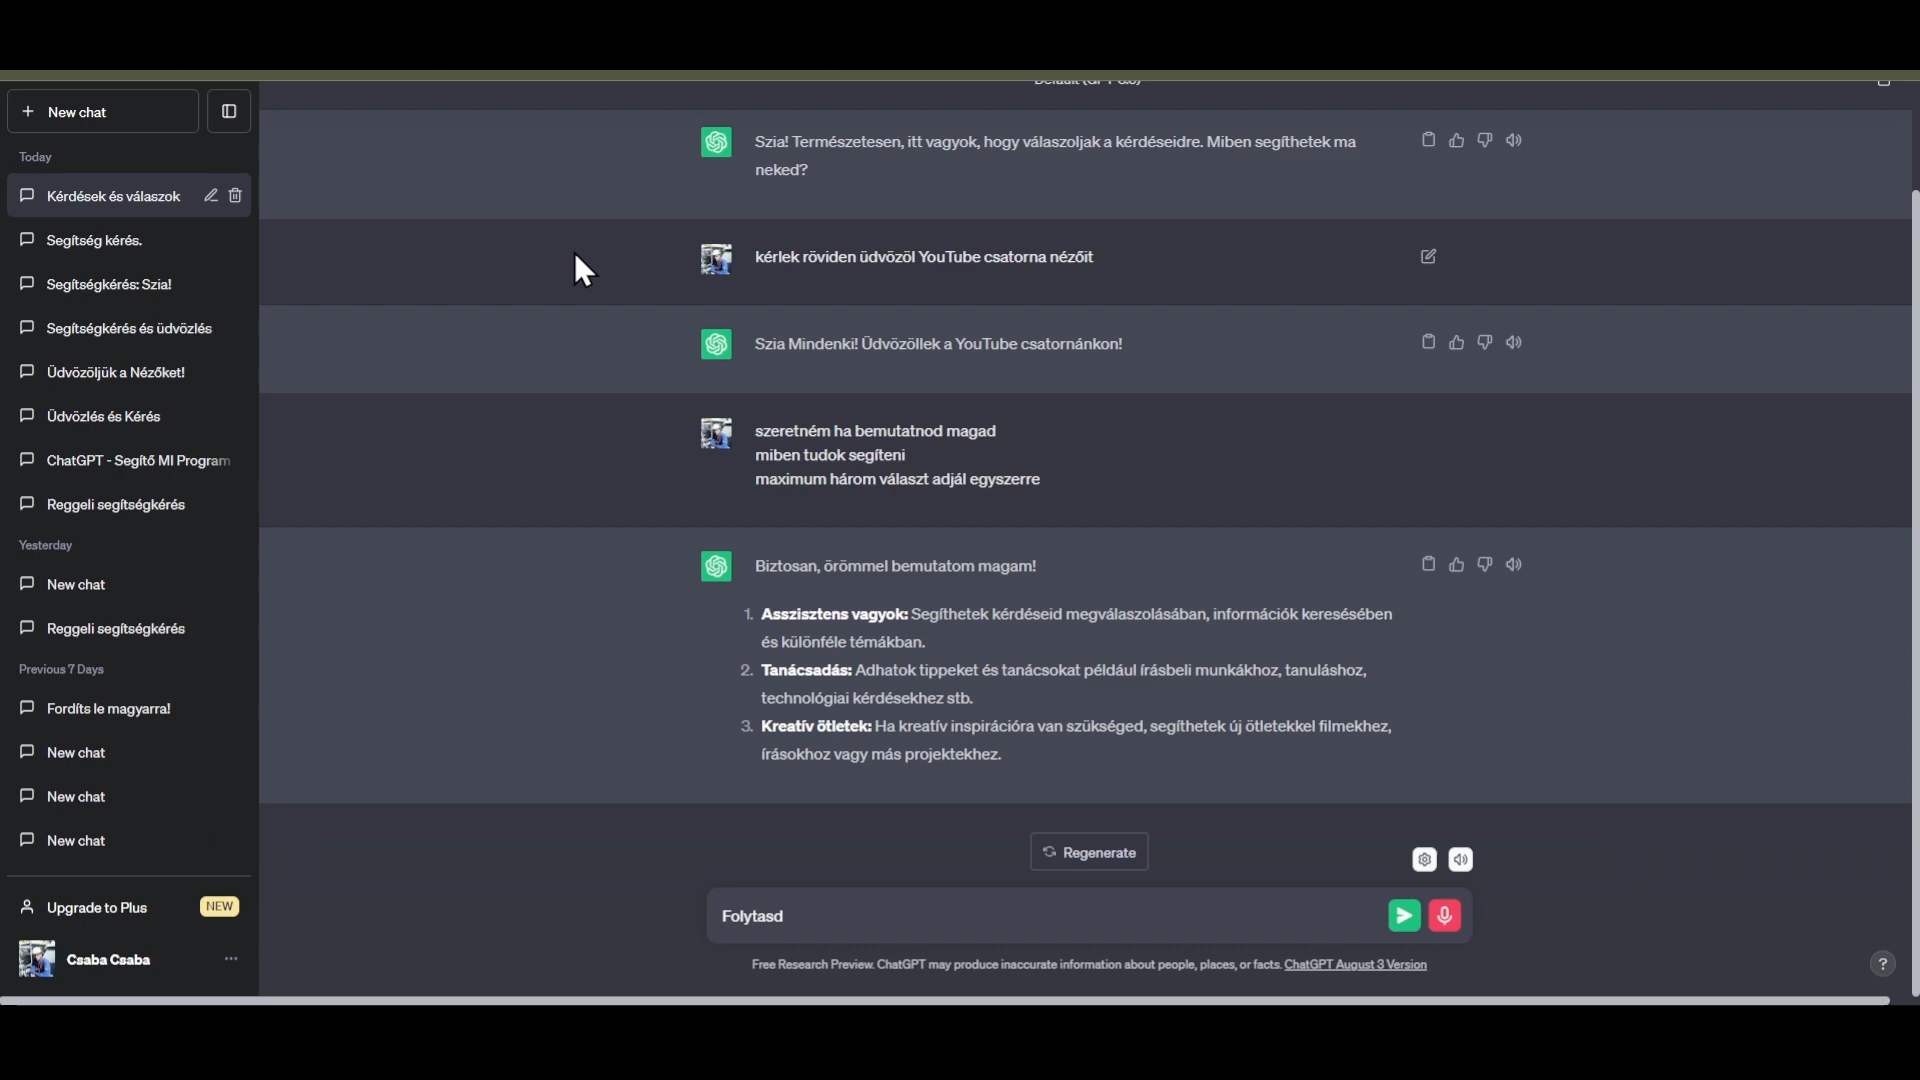 New chat
Today
Kérdések és válaszok
Segítség kérés.
Segítségkérés: Szia!
Segítségkérés és üdvözlés
Üdvözöljük a Nézőket!
Üdvözlés és Kérés
ChatGPT - Segítő MI Program
Reggeli segítségkérés
Yesterday
New chat
Reggeli segítségkérés
Previous 7 Days
Fordíts le magyarra!
New chat
New chat
New chat
Upgrade to Plus NEW
Csaba Csaba
Szia! Természetesen, itt vagyok, hogy válaszoljak a kérdéseidre. Miben segíthetek ma
neked?
kérlek röviden üdvözöl YouTube csatorna nézőit
Szia Mindenki! Üdvözöllek a YouTube csatornánkon!
szeretném ha bemutatnod magad
miben tudok segíteni
maximum három választ adjál egyszerre
Biztosan, örömmel bemutatom magam!
1. Asszisztens vagyok: Segíthetek kérdéseid megválaszolásában, információk keresésében
és különféle témákban.
2. Tanácsadás: Adhatok tippeket és tanácsokat például írásbeli munkákhoz, tanuláshoz,
technológiai kérdésekhez stb.
3. Kreatív ötletek: Ha kreatív inspirációra van szükséged, segíthetek új ötletekkel filmekhez,
írásokhoz vagy más projektekhez.
Regenerate
Folytasd
Free Research Preview. ChatGPT may produce inaccurate information about people, places, or facts. ChatGPT August 3 Version
?